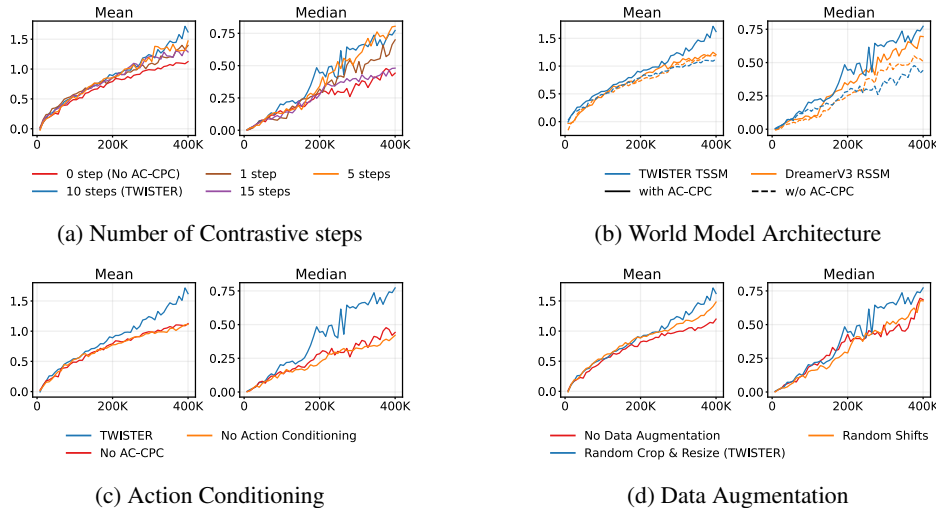 Mean Median
1.5
1.0
0.5
0.0
0.75
0.50
0.25
0.00
0 200K 400K 0 200K 400K
0 step (No AC-CPC) 1 step 5 steps
10 steps (TWISTER) 15 steps
(a) Number of Contrastive steps
Mean Median
1.5
1.0
0.5
0.0
0.75
0.50
0.25
0.00
0 200K 400K 0 200K 400K
TWISTER TSSM DreamerV3 RSSM
with AC-CPC w/o AC-CPC
(b) World Model Architecture
Mean Median
1.5
1.0
0.5
0.0
0.75
0.50
0.25
0.00
0 200K 400K 0 200K 400K
TWISTER No Action Conditioning
No AC-CPC
(c) Action Conditioning
Mean Median
1.5
1.0
0.5
0.0
0.75
0.50
0.25
0.00
0 200K 400K 0 200K 400K
No Data Augmentation Random Shifts
Random Crop & Resize (TWISTER)
(d) Data Augmentation